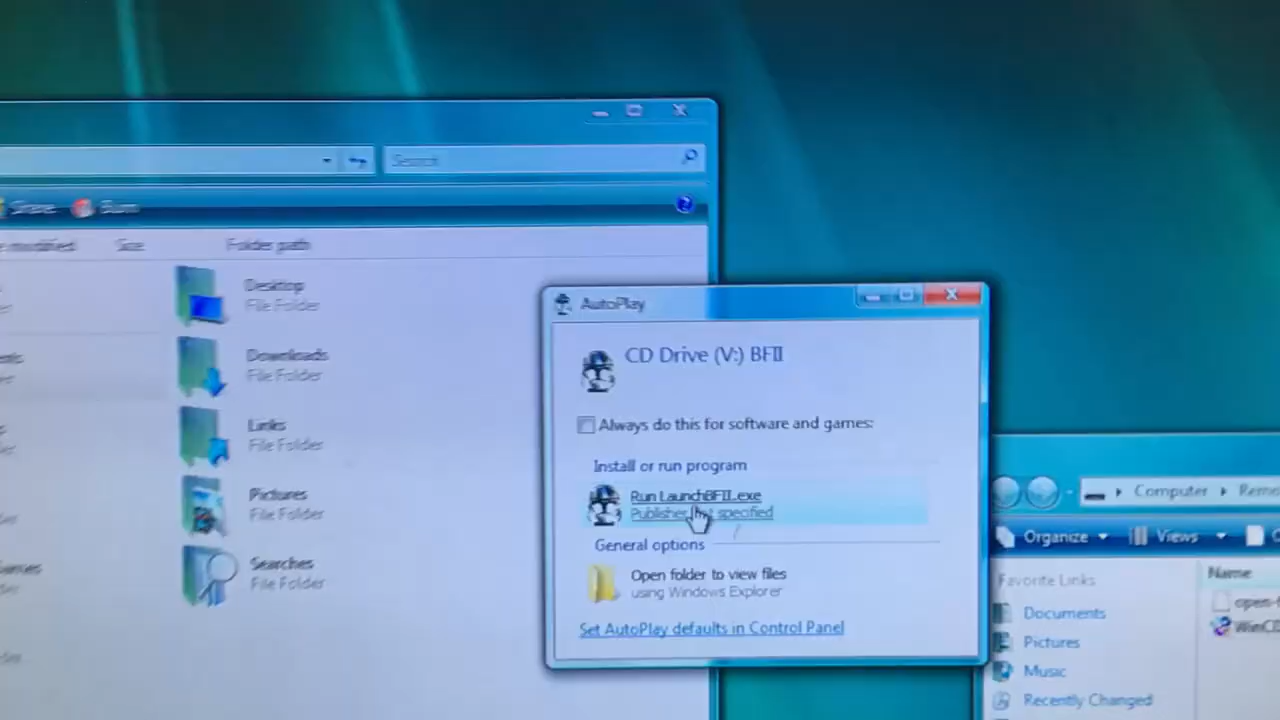 Search
Share
Burn
modified Size Folder path
Desktop
File Folder
Downloads
File Folder
Links
File Folder
Pictures
File Folder
Searches
File Folder
AutoPlay
CD Drive (V:) BFII
Always do this for software and games:
Install or run program
Run LaunchBFII.exe
Publisher not specified
General options
Open folder to view files
using Windows Explorer
Set AutoPlay defaults in Control Panel
Computer
Organize Views
Favorite Links
Name
Documents
Pictures
Music
Recently Changed